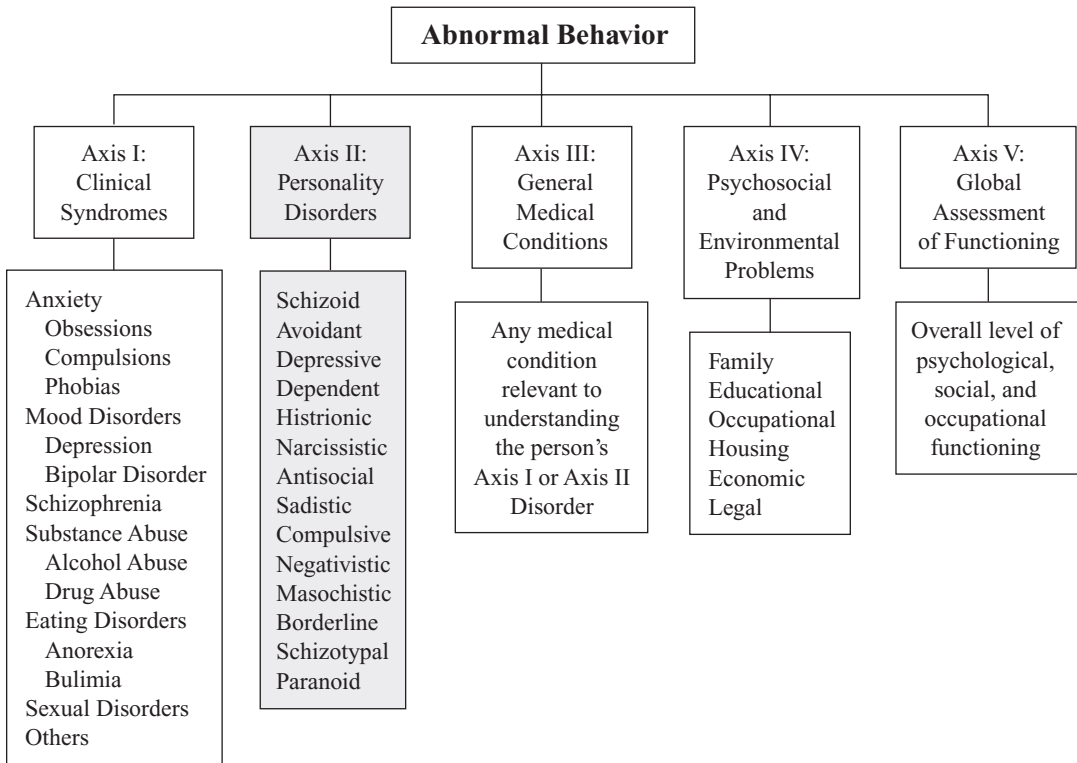 Abnormal Behavior
Axis I:
Clinical
Syndromes
Anxiety
Obsessions
Compulsions
Phobias
Mood Disorders
Depression
Bipolar Disorder
Schizophrenia
Substance Abuse
Alcohol Abuse
Drug Abuse
Eating Disorders
Anorexia
Bulimia
Sexual Disorders
Others
Axis II:
Personality
Disorders
Schizoid
Avoidant
Depressive
Dependent
Histrionic
Narcissistic
Antisocial
Sadistic
Compulsive
Negativistic
Masochistic
Borderline
Schizotypal
Paranoid
Axis III:
General
Medical
Conditions
Any medical
condition
relevant to
understanding
the person’s
Axis I or Axis II
Disorder
Axis IV:
Psychosocial
and
Environmental
Problems
Family
Educational
Occupational
Housing
Economic
Legal
Axis V:
Global
Assessment
of Functioning
Overall level of
psychological,
social, and
occupational
functioning